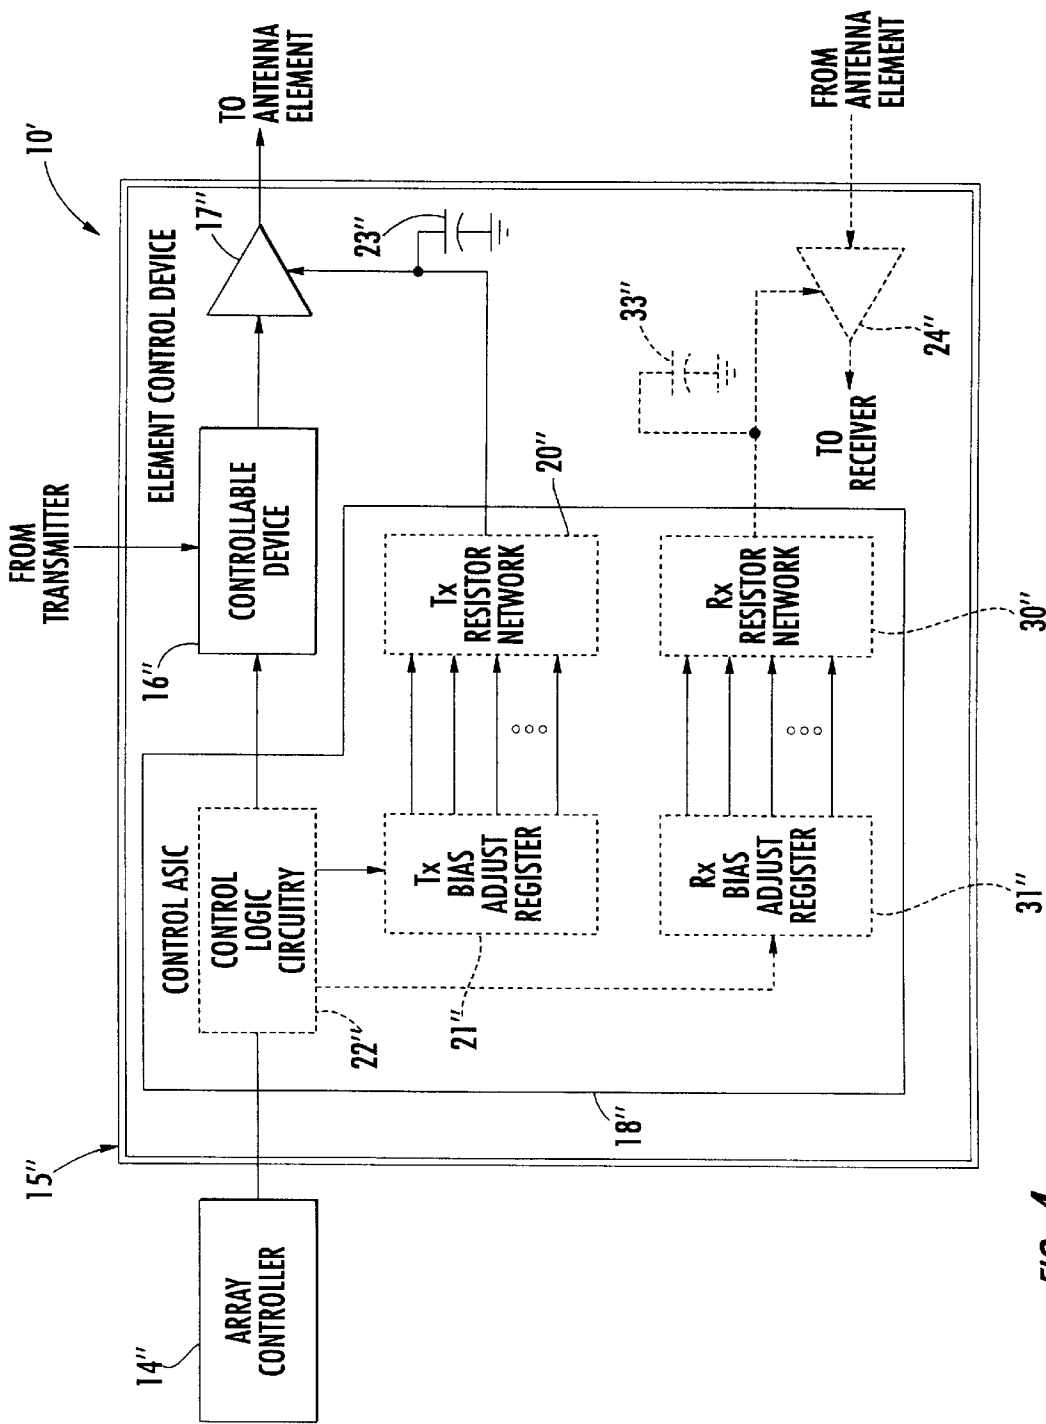 10'
TO
ANTENNA
ELEMENT
FROM
ANTENNA
ELEMENT
17"
23"
ELEMENT CONTROL DEVICE
33"
24"
FROM
TRANSMITTER
CONTROLLABLE
DEVICE
16"
TO
RECEIVER
20"
Tx
RESISTOR
NETWORK
Rx
RESISTOR
NETWORK
30"
CONTROL ASIC
CONTROL
LOGIC
CIRCUITRY
22"
Tx
BIAS
ADJUST
REGISTER
21"
Rx
BIAS
ADJUST
REGISTER
31"
18"
15"
ARRAY
CONTROLLER
14"